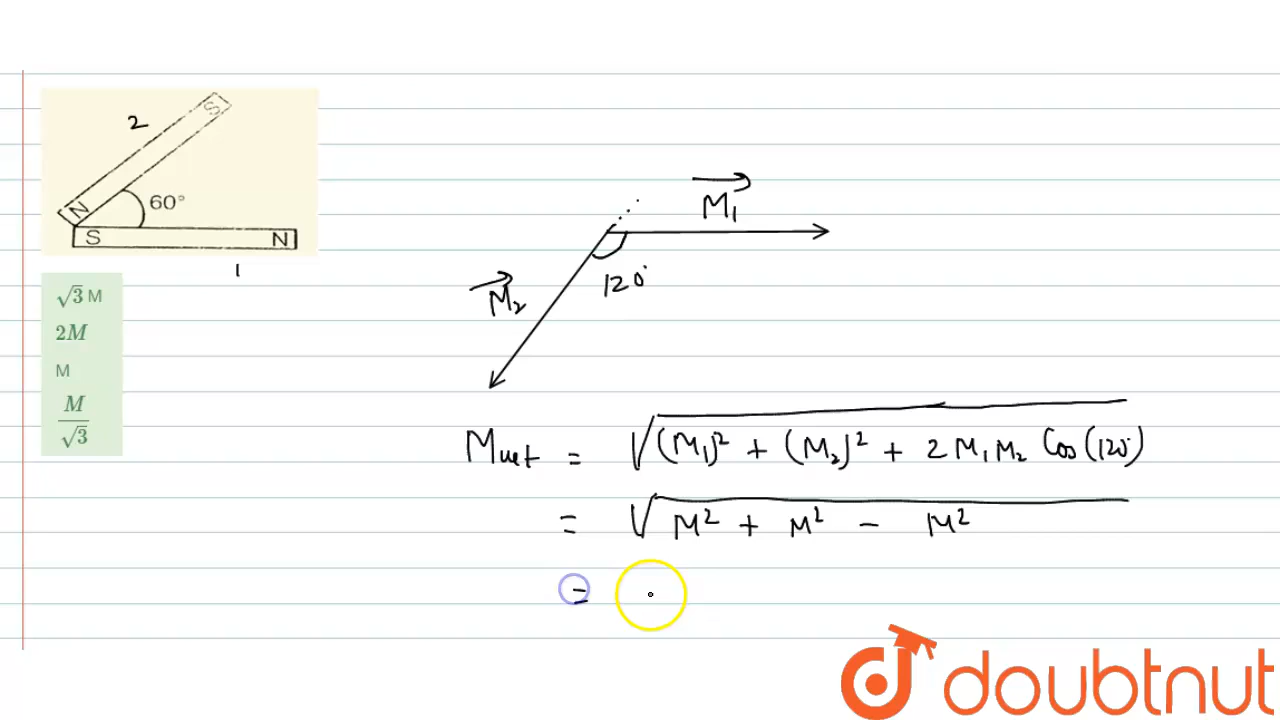 2
S
N
60°
S N
1
√3 M
2M
M
M/√3
M₁
120°
M₂
Mnet = √(M₁)² + (M₂)² + 2 M₁ M₂ Cos(120°)
= √M² + M² - M²
=
doubtnut